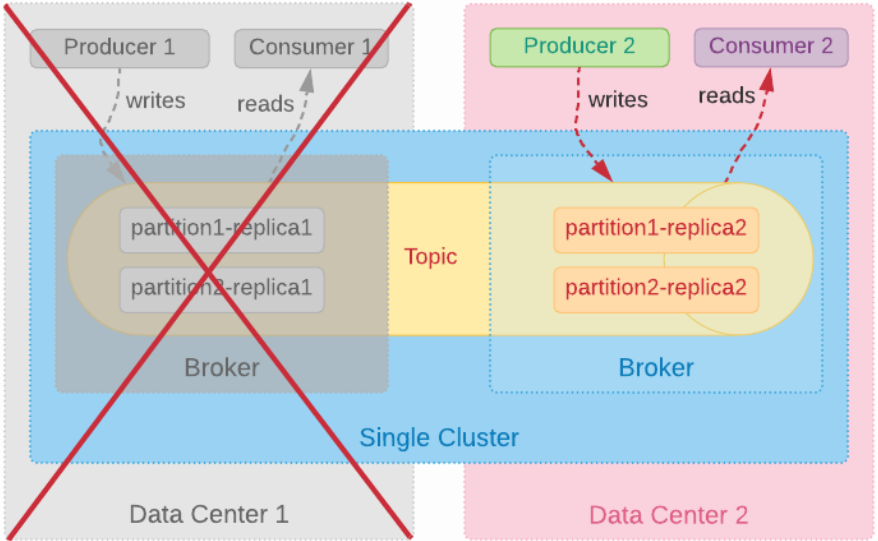 Producer 1
Consumer 1
Producer 2
Consumer 2
writes
reads
writes
reads
partition1-replica1
partition2-replica1
Topic
partition1-replica2
partition2-replica2
Broker
Broker
Single Cluster
Data Center 1
Data Center 2